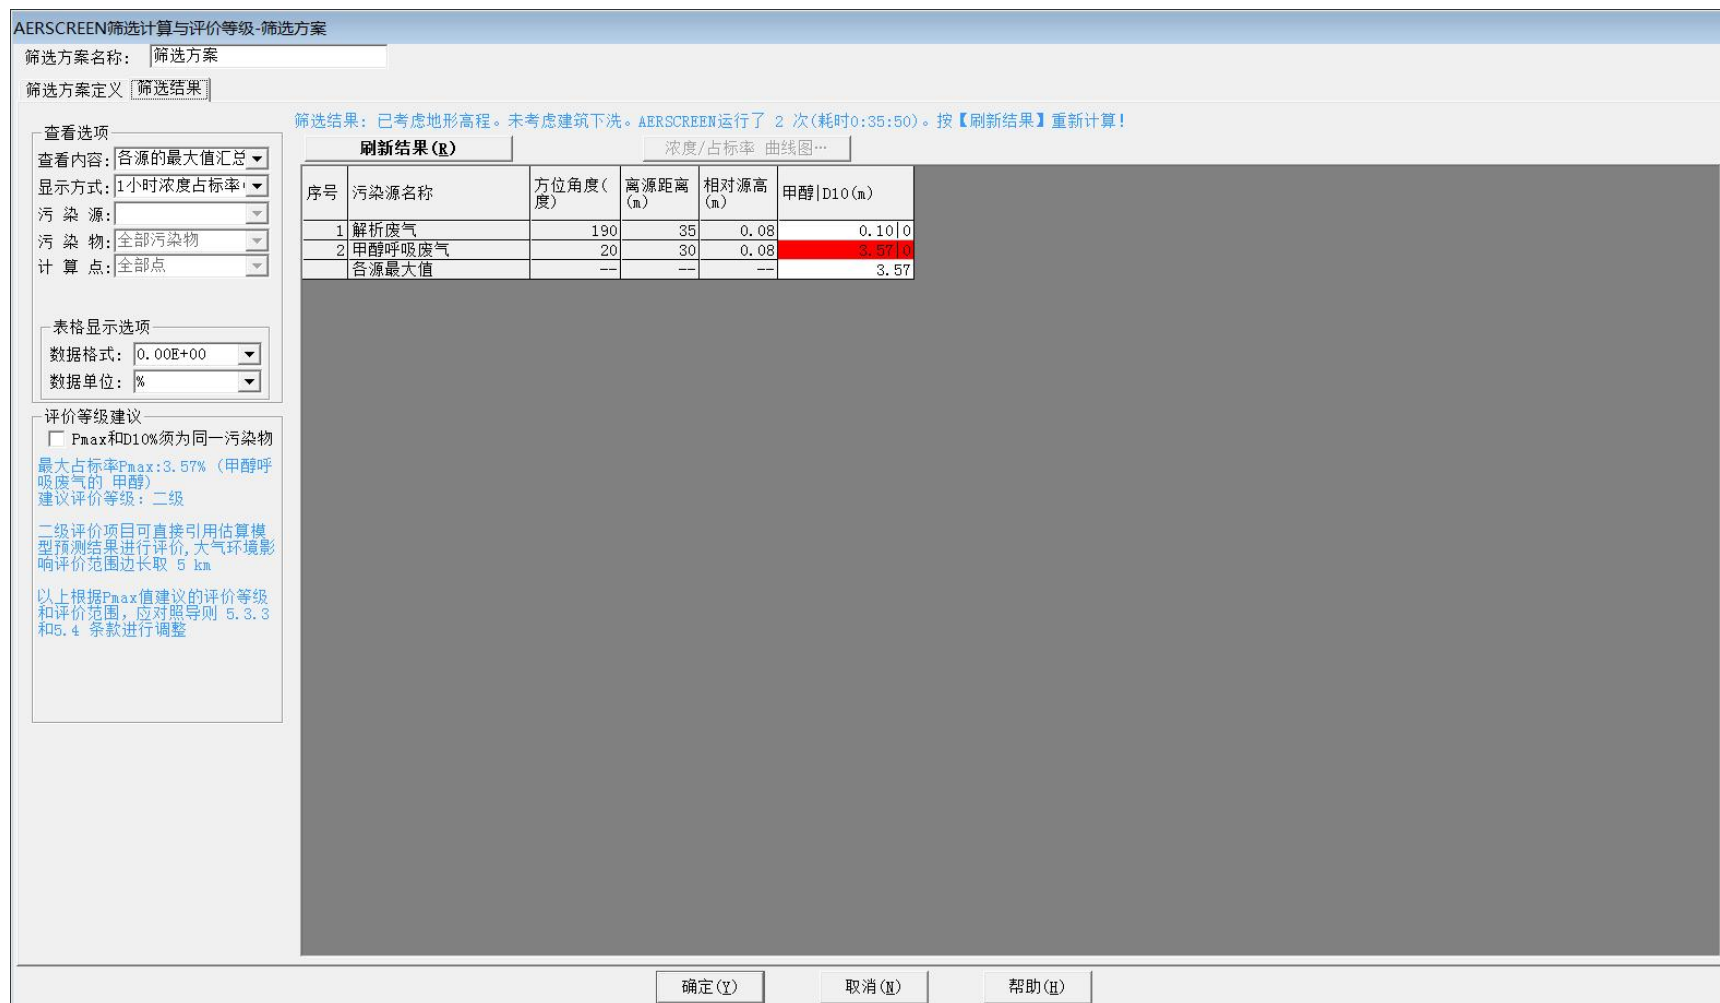 AERSCREEN筛选计算与评价等级-筛选方案
筛选方案名称: 筛选方案
筛选方案定义 筛选结果
筛选结果: 已考虑地形高程。未考虑建筑下洗。AERSCREEN运行了 2 次(耗时0:35:50)。按【刷新结果】重新计算!
刷新结果(R) 浓度/占标率 曲线图…
查看选项
查看内容: 各源的最大值汇总
显示方式: 1小时浓度占标率
污 染 源:
污 染 物: 全部污染物
计 算 点: 全部点
表格显示选项
数据格式: 0.00E+00
数据单位: %
评价等级建议
Pmax和D10%须为同一污染物
最大占标率Pmax:3.57% (甲醇呼
吸废气的 甲醇)
建议评价等级: 二级
二级评价项目可直接引用估算模
型预测结果进行评价,大气环境影
响评价范围边长取 5 km
以上根据Pmax值建议的评价等级
和评价范围, 应对照导则 5.3.3
和5.4 条款进行调整
序号 污染源名称 方位角度(度) 离源距离(m) 相对源高(m) 甲醇|D10(m)
1 解析废气 190 35 0.08 0.10|0
2 甲醇呼吸废气 20 30 0.08 3.57|0
各源最大值 -- -- -- 3.57
确定(Y) 取消(N) 帮助(H)